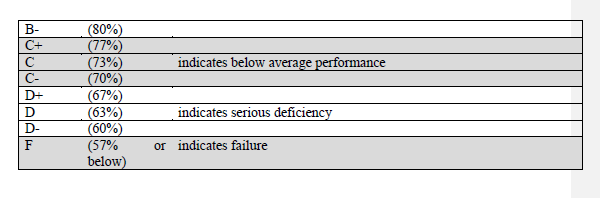 B- (80%)
C+ (77%)
C (73%) indicates below average performance
C- (70%)
D+ (67%)
D (63%) indicates serious deficiency
D- (60%)
F (57% or indicates failure
below)